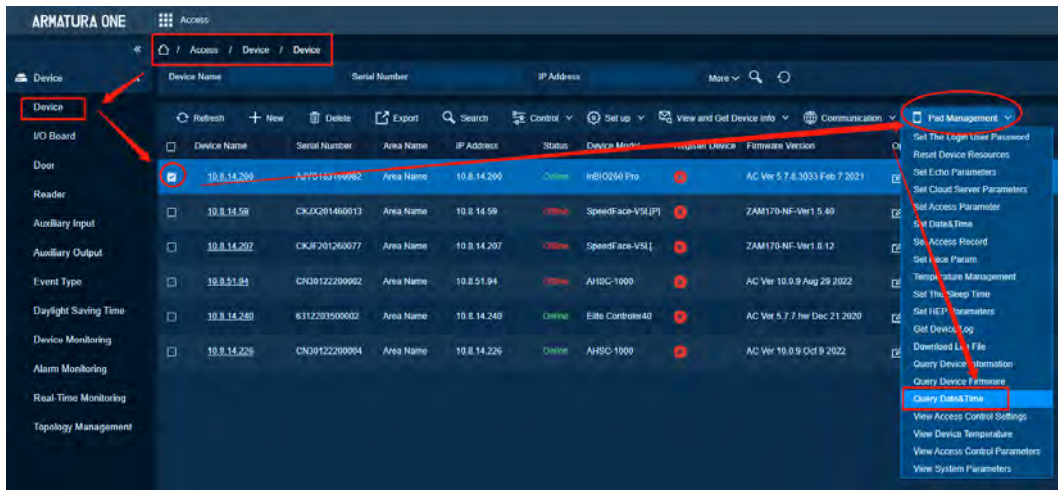 ARMATURA ONE
Access
/ Access / Device / Device
Device
Device Name Serial Number IP Address More
Device
I/O Board
Door
Reader
Auxiliary Input
Auxiliary Output
Event Type
Daylight Saving Time
Device Monitoring
Alarm Monitoring
Real-Time Monitoring
Topology Management
Refresh New Delete Export Search Control Set up View and Get Device Info Communication Pad Management
Device Name Serial Number Area Name IP Address Status Device Model Register Device Firmware Version
10.8.14.200 Area Name 10.8.14.200 Online InBIO260 Pro AC Ver 5.7.8.3033 Feb 7 2021
10.8.14.59 CKJX201460013 Area Name 10.8.14.59 Offline SpeedFace-V5L[P] ZAM170-NF-Ver1.5.40
10.8.14.207 CKJF201260077 Area Name 10.8.14.207 Offline SpeedFace-V5L[ ZAM170-NF-Ver1.8.12
10.8.51.94 CN30122200002 Area Name 10.8.51.94 Offline AHSC-1000 AC Ver 10.0.9 Aug 29 2022
10.8.14.240 6312203500002 Area Name 10.8.14.240 Online Elite Controler40 AC Ver 5.7.7.hw Dec 21 2020
10.8.14.226 CN30122200004 Area Name 10.8.14.226 Online AHSC-1000 AC Ver 10.0.9 Oct 9 2022
Set The Login User Password
Reset Device Resources
Set Echo Parameters
Set Cloud Server Parameters
Set Access Parameter
Set Date&Time
Set Access Record
Set Face Param
Temperature Management
Set The Sleep Time
Set HEP Parameters
Get Device Log
Download Log File
Query Device Information
Query Device Firmware
Query Date&Time
View Access Control Settings
View Device Temperature
View Access Control Parameters
View System Parameters